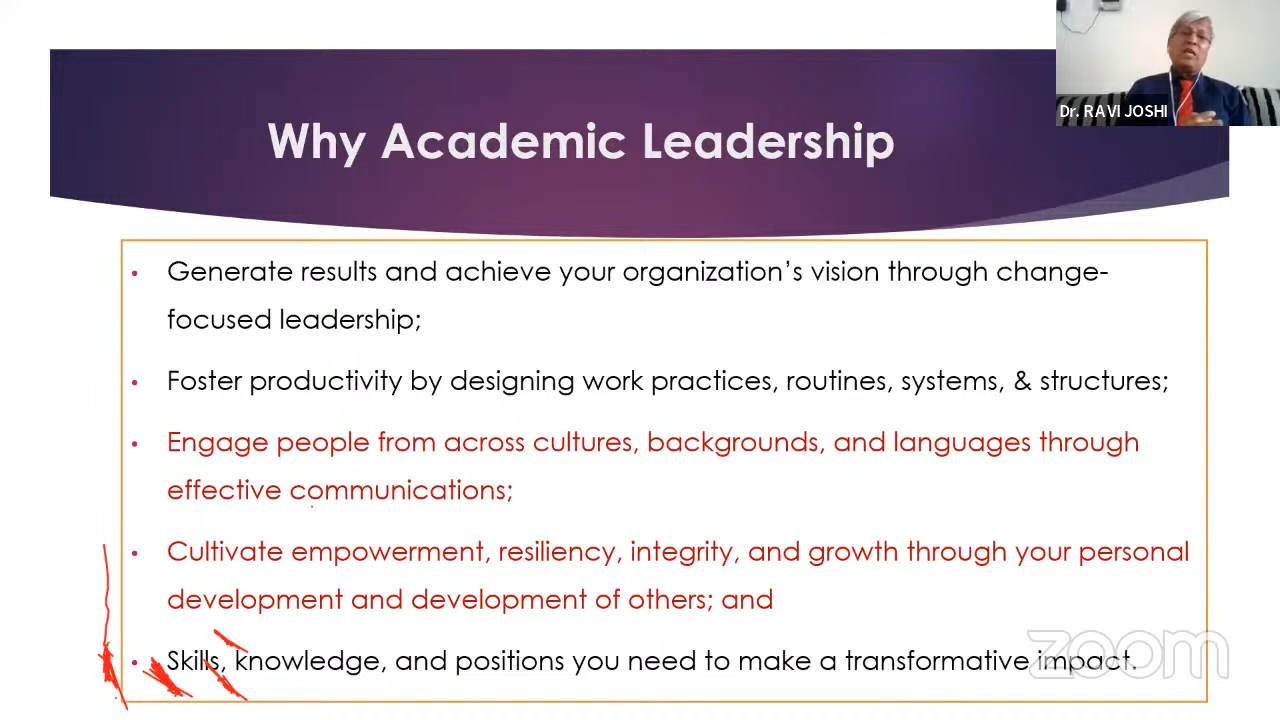 Dr. RAVI JOSHI
Why Academic Leadership
• Generate results and achieve your organization’s vision through change-
focused leadership;
• Foster productivity by designing work practices, routines, systems, & structures;
• Engage people from across cultures, backgrounds, and languages through
effective communications;
• Cultivate empowerment, resiliency, integrity, and growth through your personal
development and development of others; and
• Skills, knowledge, and positions you need to make a transformative impact.
zoom